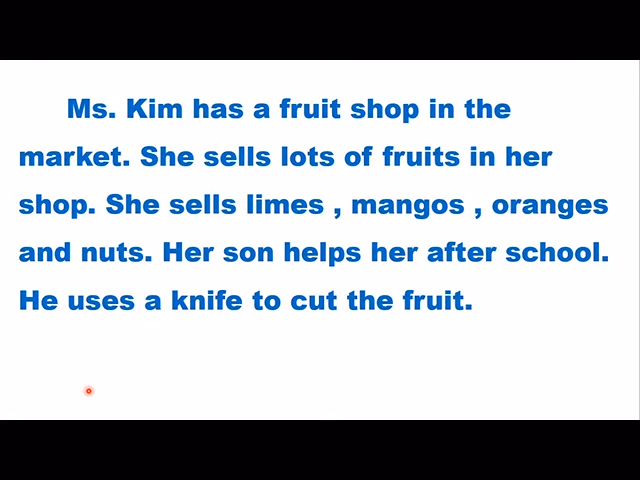 Ms. Kim has a fruit shop in the
market. She sells lots of fruits in her
shop. She sells limes , mangos , oranges
and nuts. Her son helps her after school.
He uses a knife to cut the fruit.